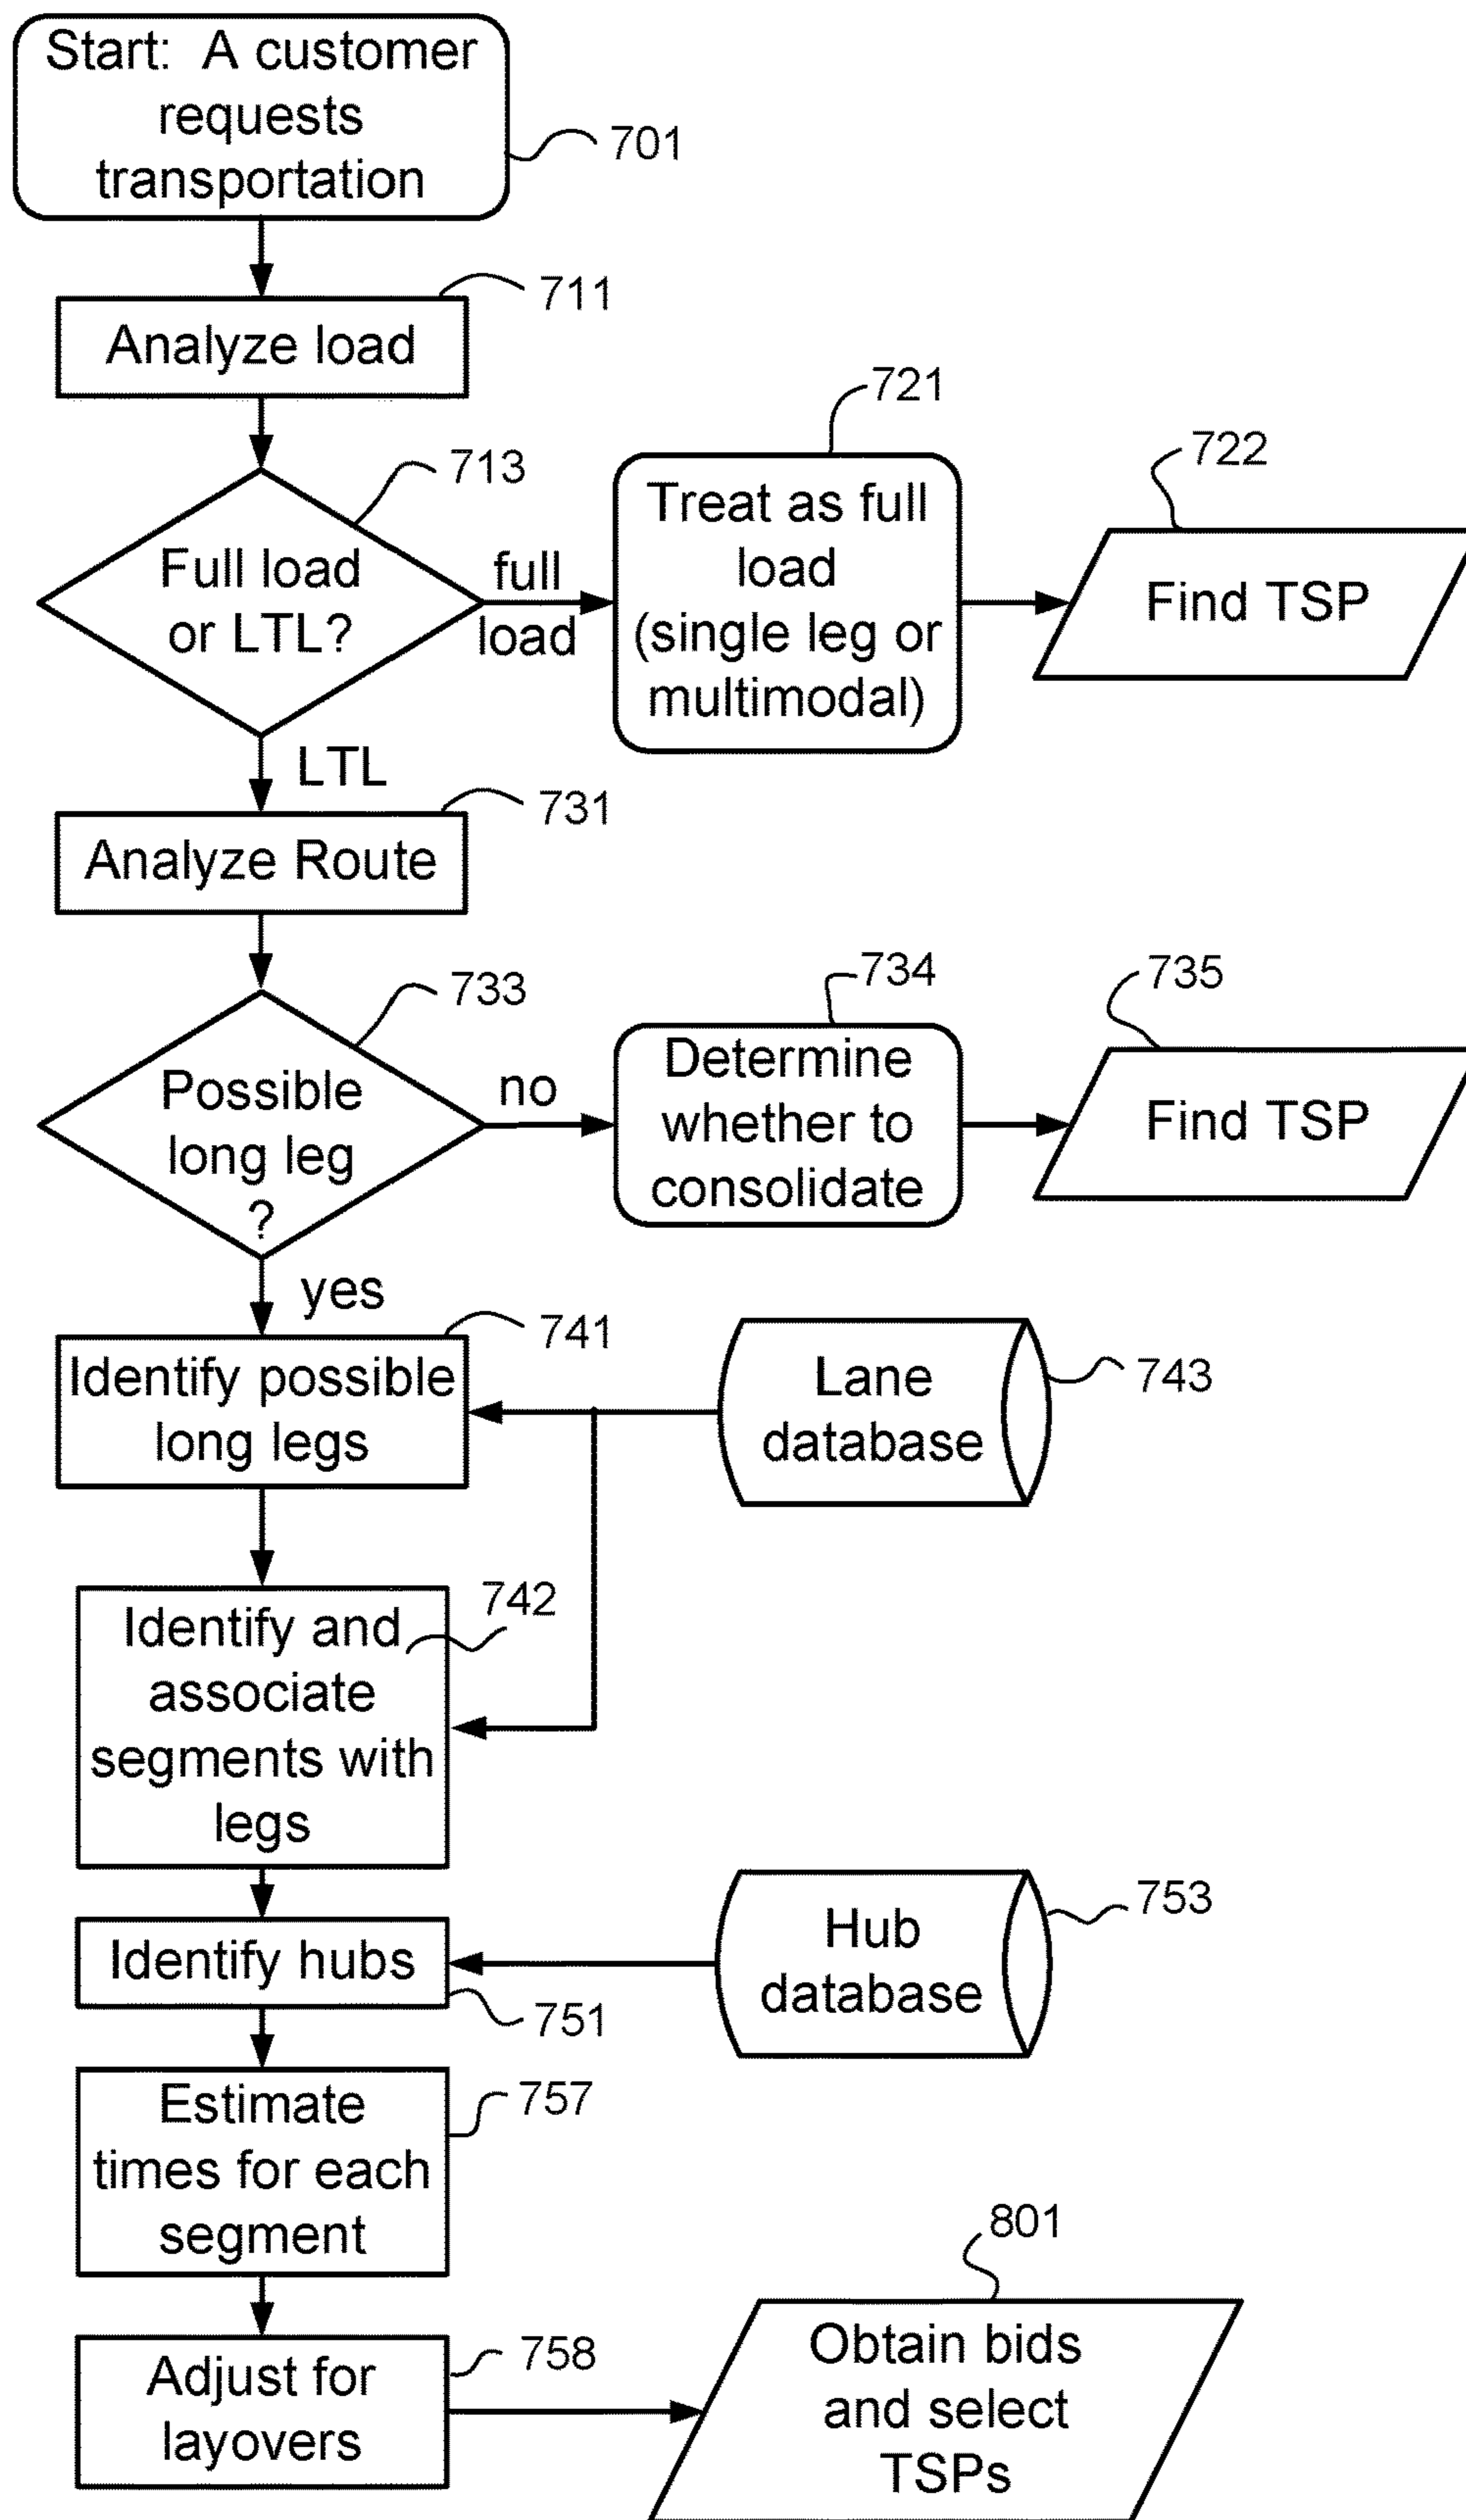 Start: A customer
requests
transportation
701
711
Analyze load
713
Full load
or LTL?
full
load
721
Treat as full
load
(single leg or
multimodal)
722
Find TSP
LTL
731
Analyze Route
733
Possible
long leg
?
no
734
Determine
whether to
consolidate
735
Find TSP
yes
741
Identify possible
long legs
Lane
database
743
742
Identify and
associate
segments with
legs
Identify hubs
751
Hub
database
753
Estimate
times for each
segment
757
Adjust for
layovers
758
801
Obtain bids
and select
TSPs